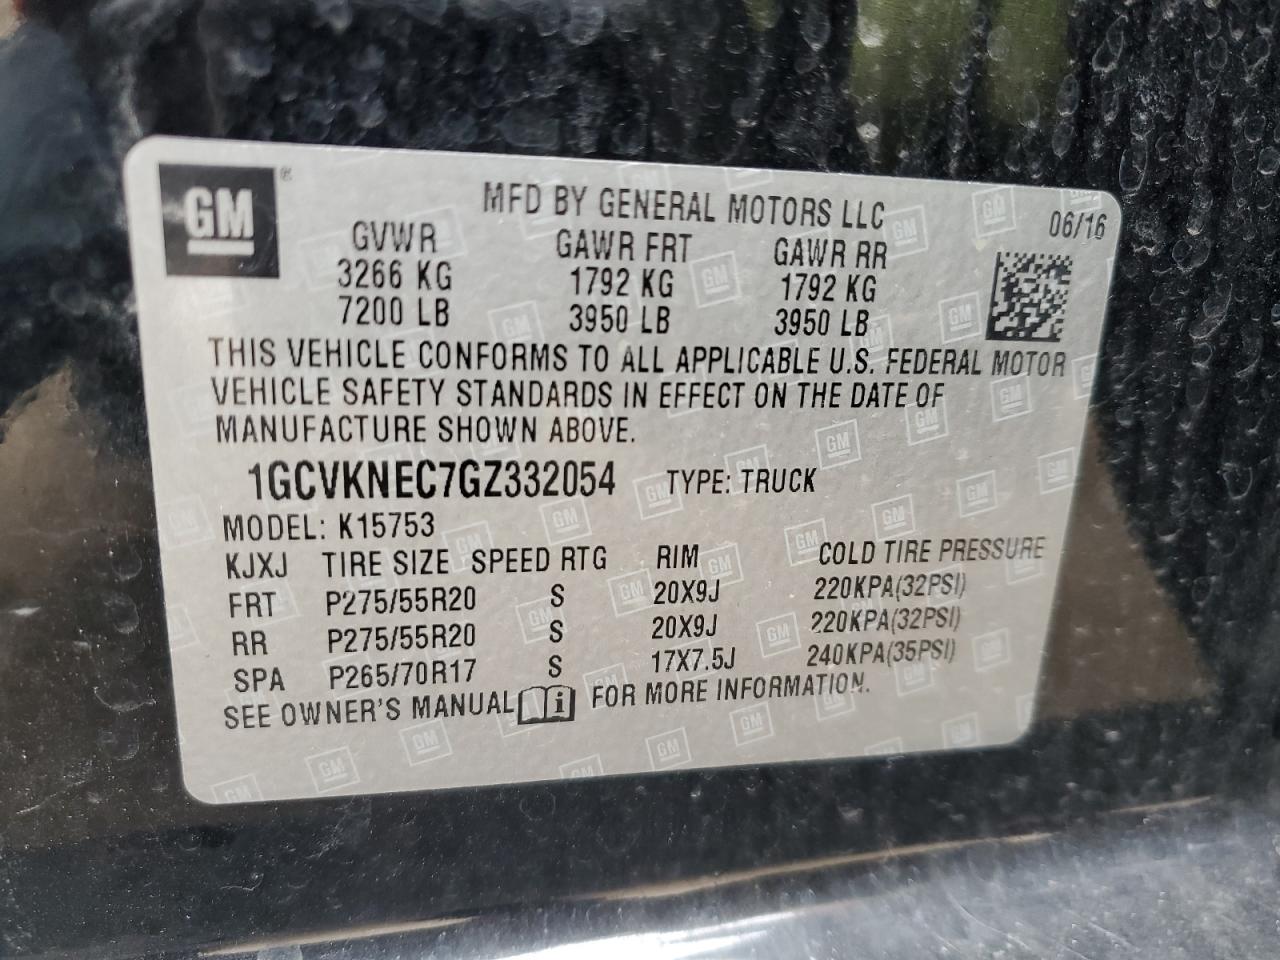 GM ®
MFD BY GENERAL MOTORS LLC 06/16
GVWR GAWR FRT GAWR RR
3266 KG 1792 KG 1792 KG
7200 LB 3950 LB 3950 LB
THIS VEHICLE CONFORMS TO ALL APPLICABLE U.S. FEDERAL MOTOR
VEHICLE SAFETY STANDARDS IN EFFECT ON THE DATE OF
MANUFACTURE SHOWN ABOVE.
1GCVKNEC7GZ332054 TYPE: TRUCK
MODEL: K15753
KJXJ TIRE SIZE SPEED RTG RIM COLD TIRE PRESSURE
FRT P275/55R20 S 20X9J 220KPA(32PSI)
RR P275/55R20 S 20X9J 220KPA(32PSI)
SPA P265/70R17 S 17X7.5J 240KPA(35PSI)
SEE OWNER'S MANUAL i FOR MORE INFORMATION.